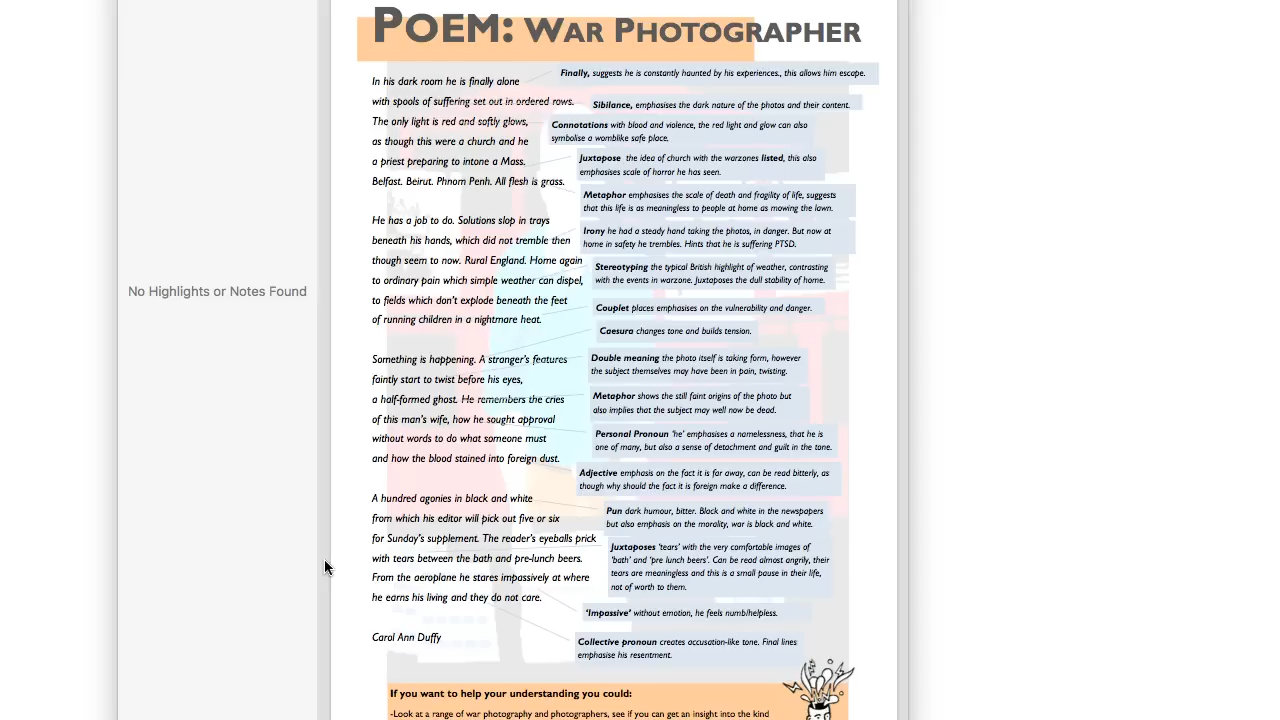 POEM: WAR PHOTOGRAPHER
No Highlights or Notes Found
In his dark room he is finally alone
with spools of suffering set out in ordered rows.
The only light is red and softly glows,
as though this were a church and he
a priest preparing to intone a Mass.
Belfast. Beirut. Phnom Penh. All flesh is grass.
He has a job to do. Solutions slop in trays
beneath his hands, which did not tremble then
though seem to now. Rural England. Home again
to ordinary pain which simple weather can dispel,
to fields which don't explode beneath the feet
of running children in a nightmare heat.
Something is happening. A stranger's features
faintly start to twist before his eyes,
a half-formed ghost. He remembers the cries
of this man's wife, how he sought approval
without words to do what someone must
and how the blood stained into foreign dust.
A hundred agonies in black and white
from which his editor will pick out five or six
for Sunday's supplement. The reader's eyeballs prick
with tears between the bath and pre-lunch beers.
From the aeroplane he stares impassively at where
he earns his living and they do not care.
Carol Ann Duffy
Finally, suggests he is constantly haunted by his experiences., this allows him escape.
Sibilance, emphasises the dark nature of the photos and their content.
Connotations with blood and violence, the red light and glow can also
symbolise a womblike safe place.
Juxtapose the idea of church with the warzones listed, this also
emphasises scale of horror he has seen.
Metaphor emphasises the scale of death and fragility of life, suggests
that this life is as meaningless to people at home as mowing the lawn.
Irony he had a steady hand taking the photos, in danger. But now at
home in safety he trembles. Hints that he is suffering PTSD.
Stereotyping the typical British highlight of weather, contrasting
with the events in warzone. Juxtaposes the dull stability of home.
Couplet places emphasises on the vulnerability and danger.
Caesura changes tone and builds tension.
Double meaning the photo itself is taking form, however
the subject themselves may have been in pain, twisting.
Metaphor shows the still faint origins of the photo but
also implies that the subject may well now be dead.
Personal Pronoun 'he' emphasises a namelessness, that he is
one of many, but also a sense of detachment and guilt in the tone.
Adjective emphasis on the fact it is far away, can be read bitterly, as
though why should the fact it is foreign make a difference.
Pun dark humour, bitter. Black and white in the newspapers
but also emphasis on the morality, war is black and white.
Juxtaposes 'tears' with the very comfortable images of
'bath' and 'pre lunch beers'. Can be read almost angrily, their
tears are meaningless and this is a small pause in their life,
not of worth to them.
'Impassive' without emotion, he feels numb/helpless.
Collective pronoun creates accusation-like tone. Final lines
emphasise his resentment.
If you want to help your understanding you could:
-Look at a range of war photography and photographers, see if you can get an insight into the kind